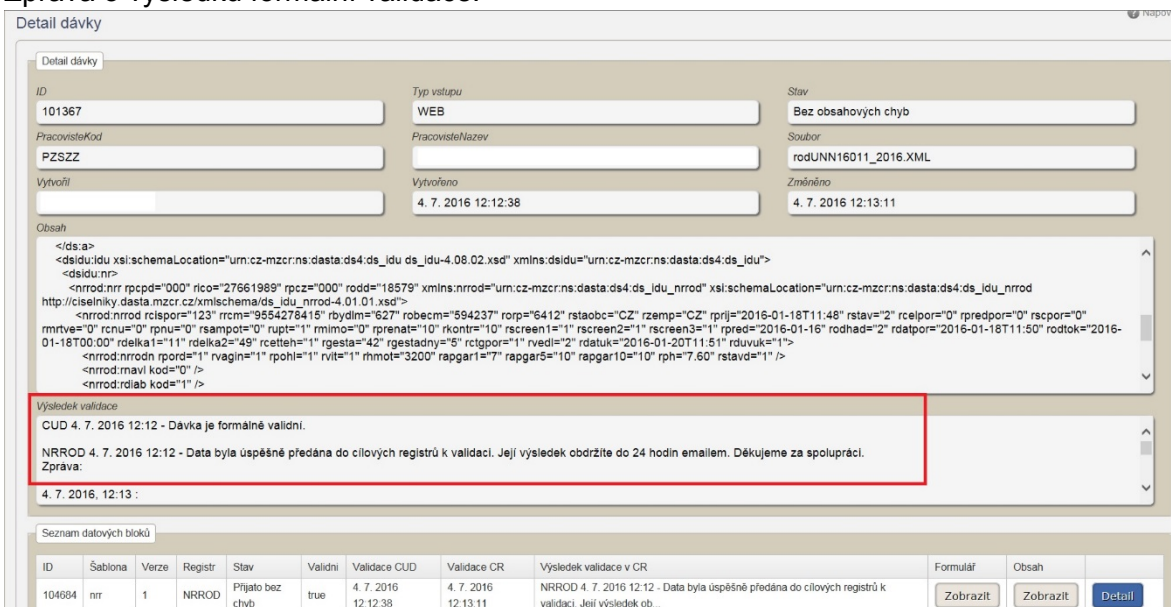 Zpráva o výsledku formální validace:
Detail dávky
Nápov
Detail dávky
ID
Typ vstupu
Stav
101367
WEB
Bez obsahových chyb
PracovisteKod
PracovisteNazev
Soubor
PZSZZ
rodUNN16011_2016.XML
Vytvořil
Vytvořeno
Změněno
4. 7. 2016 12:12:38
4. 7. 2016 12:13:11
Obsah
</ds:a>
<dsidu:idu xsi:schemaLocation="urn:cz-mzcr:ns:dasta:ds4:ds_idu ds_idu-4.08.02.xsd" xmlns:dsidu="urn:cz-mzcr:ns:dasta:ds4:ds_idu">
<dsidu:nr>
<nrrod:nrr rpcpd="000" rico="27661989" rpcz="000" rodd="18579" xmlns:nrrod="urn:cz-mzcr:ns:dasta:ds4:ds_idu_nrrod" xsi:schemaLocation="urn:cz-mzcr:ns:dasta:ds4:ds_idu_nrrod
http://ciselniky.dasta.mzcr.cz/xmlschema/ds_idu_nrrod-4.01.01.xsd">
<nrrod:nrrod rcispor="123" rrcm="9554278415" rbydlm="627" robecm="594237" rorp="6412" rstaobc="CZ" rzemp="CZ" rprij="2016-01-18T11:48" rstav="2" rcelpor="0" rpredpor="0" rscpor="0"
rmrtve="0" rcnu="0" rpnu="0" rsampot="0" rupt="1" rmimo="0" rprenat="10" rkontr="10" rscreen1="1" rscreen2="1" rscreen3="1" rpred="2016-01-16" rodhad="2" rdatpor="2016-01-18T11:50" rodtok="2016-
01-18T00:00" rdelka1="11" rdelka2="49" rcetteh="1" rgesta="42" rgestadny="5" rctgpor="1" rvedl="2" rdatuk="2016-01-20T11:51" rduvuk="1">
<nrrod:nrrodn rpord="1" rvagin="1" rpohl="1" rvit="1" rhmot="3200" rapgar1="7" rapgar5="10" rapgar10="10" rph="7.60" rstavd="1" />
<nrrod:rnavl kod="0" />
<nrrod:rdiab kod="1" />
Výsledek validace
CUD 4. 7. 2016 12:12 - Dávka je formálně validní.
NRROD 4. 7. 2016 12:12 - Data byla úspěšně předána do cílových registrů k validaci. Její výsledek obdržíte do 24 hodin emailem. Děkujeme za spolupráci.
Zpráva:
4. 7. 2016, 12:13 :
Seznam datových bloků
ID Šablona Verze Registr Stav Validni Validace CUD Validace CR Výsledek validace v CR Formulář Obsah
104684 nrr 1 NRROD Přijato bez chyb true 4. 7. 2016 12:12:38 4. 7. 2016 12:13:11 NRROD 4. 7. 2016 12:12 - Data byla úspěšně předána do cílových registrů k validaci. Její výsledek ob... Zobrazit Zobrazit Detail